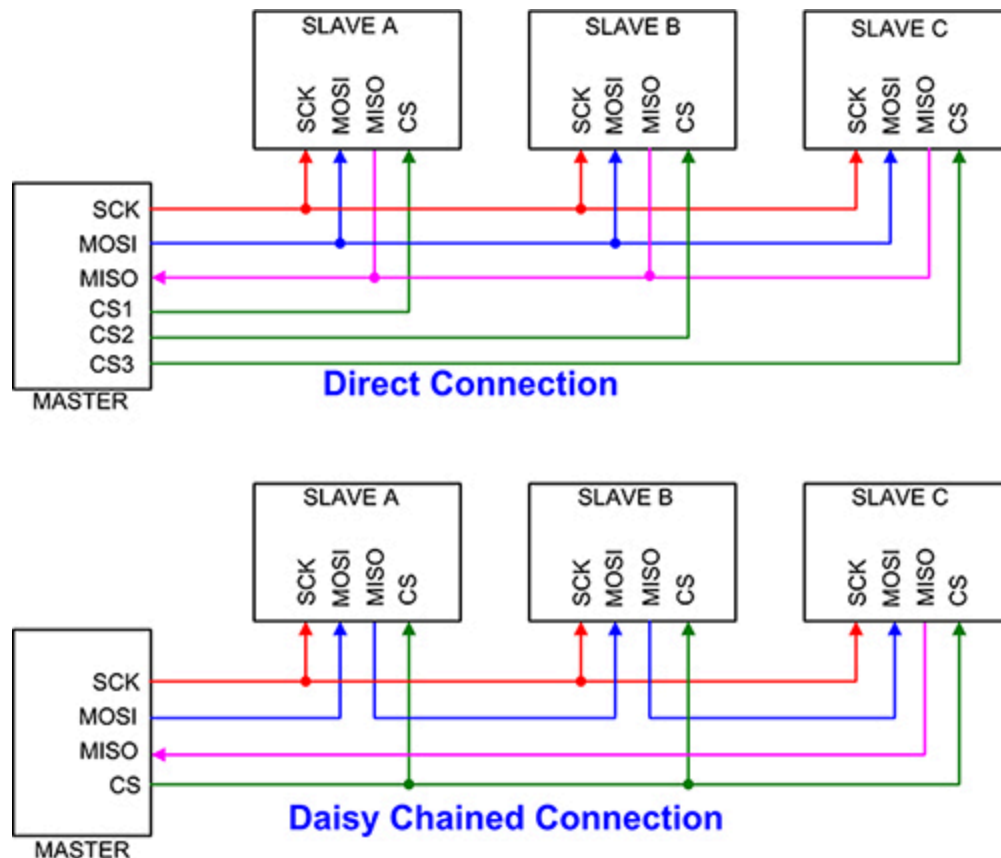 SLAVE A
SLAVE B
SLAVE C
SCK
MOSI
MISO
CS
SCK
MOSI
MISO
CS
SCK
MOSI
MISO
CS
SCK
MOSI
MISO
CS1
CS2
CS3
MASTER
Direct Connection
SLAVE A
SLAVE B
SLAVE C
SCK
MOSI
MISO
CS
SCK
MOSI
MISO
CS
SCK
MOSI
MISO
CS
SCK
MOSI
MISO
CS
MASTER
Daisy Chained Connection